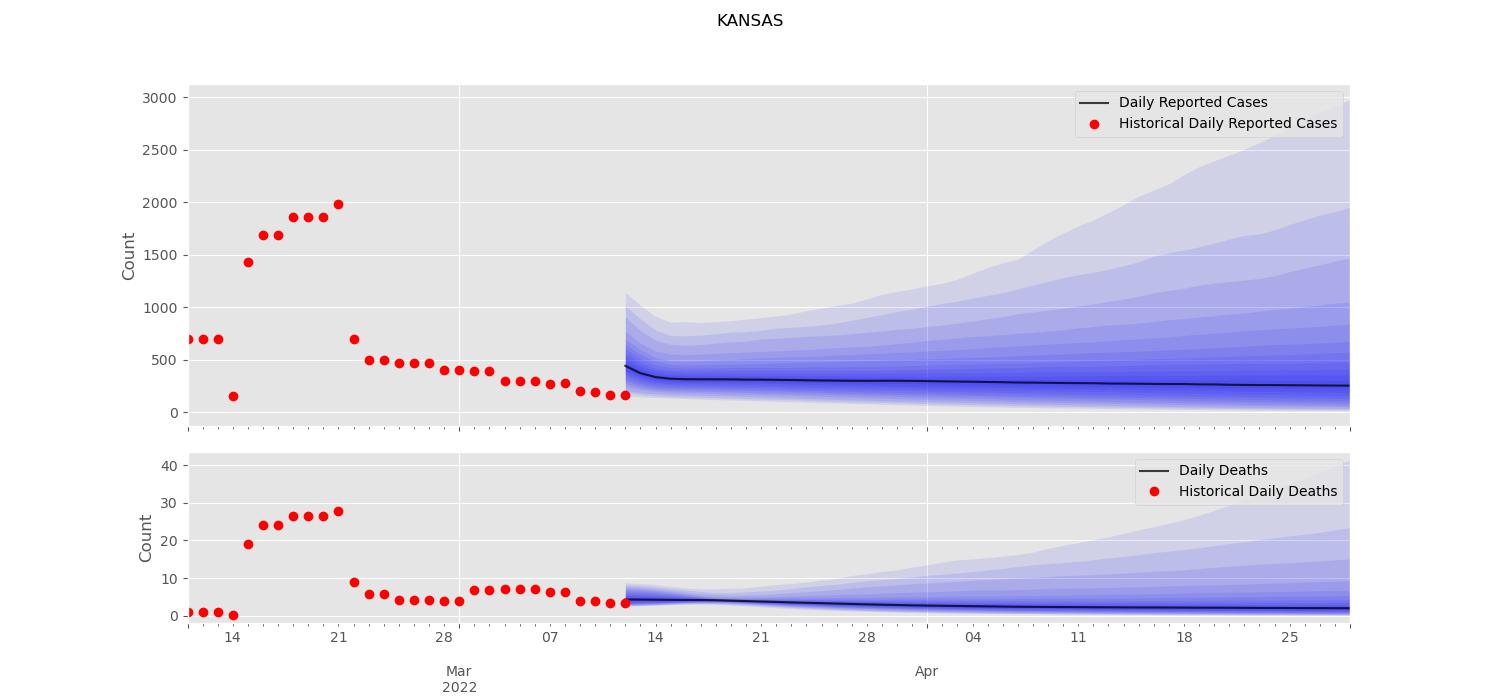 KANSAS
3000
2500
2000
1500
1000
500
0
Count
Daily Reported Cases
Historical Daily Reported Cases
40
30
20
10
0
Count
Daily Deaths
Historical Daily Deaths
14 21 28 07 14 21 28 04 11 18 25
Mar Apr
2022